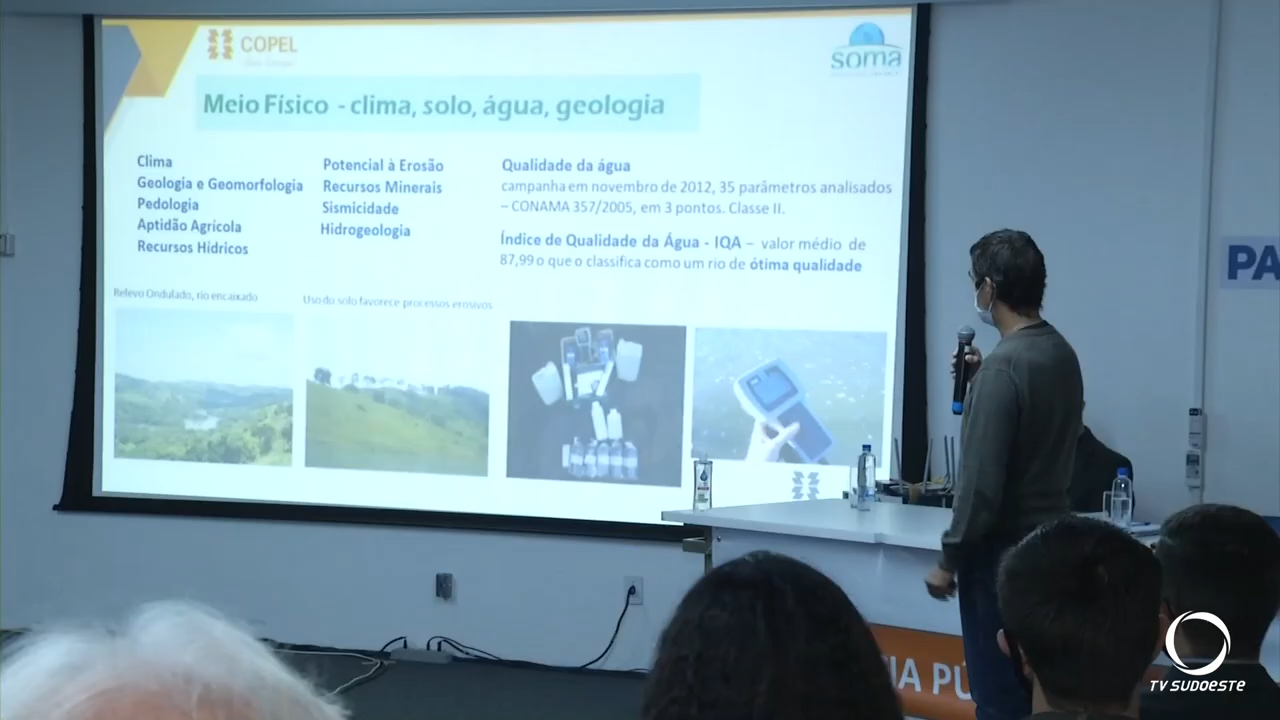 COPEL
soma
Meio Físico - clima, solo, água, geologia
Clima
Geologia e Geomorfologia
Pedologia
Aptidão Agrícola
Recursos Hídricos
Potencial à Erosão
Recursos Minerais
Sismicidade
Hidrogeologia
Qualidade da água
campanha em novembro de 2012, 35 parâmetros analisados
– CONAMA 357/2005, em 3 pontos. Classe II.
Índice de Qualidade da Água - IQA – valor médio de
87,99 o que o classifica como um rio de ótima qualidade
Relevo Ondulado, rio encaixado
Uso do solo favorece processos erosivos
PA
IA PÚ
TV SUDOESTE